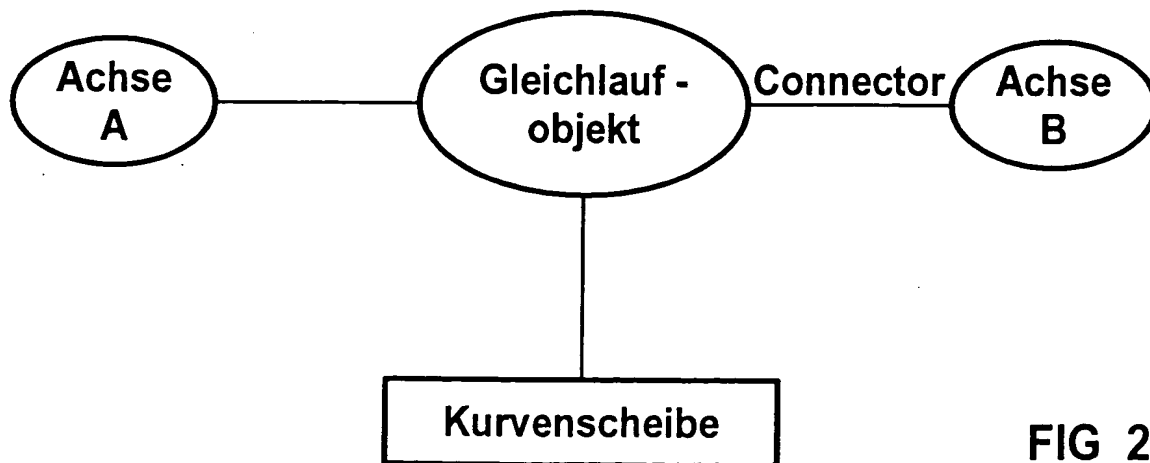 Achse
A
Gleichlauf -
objekt
Connector
Achse
B
Kurvenscheibe
FIG 2